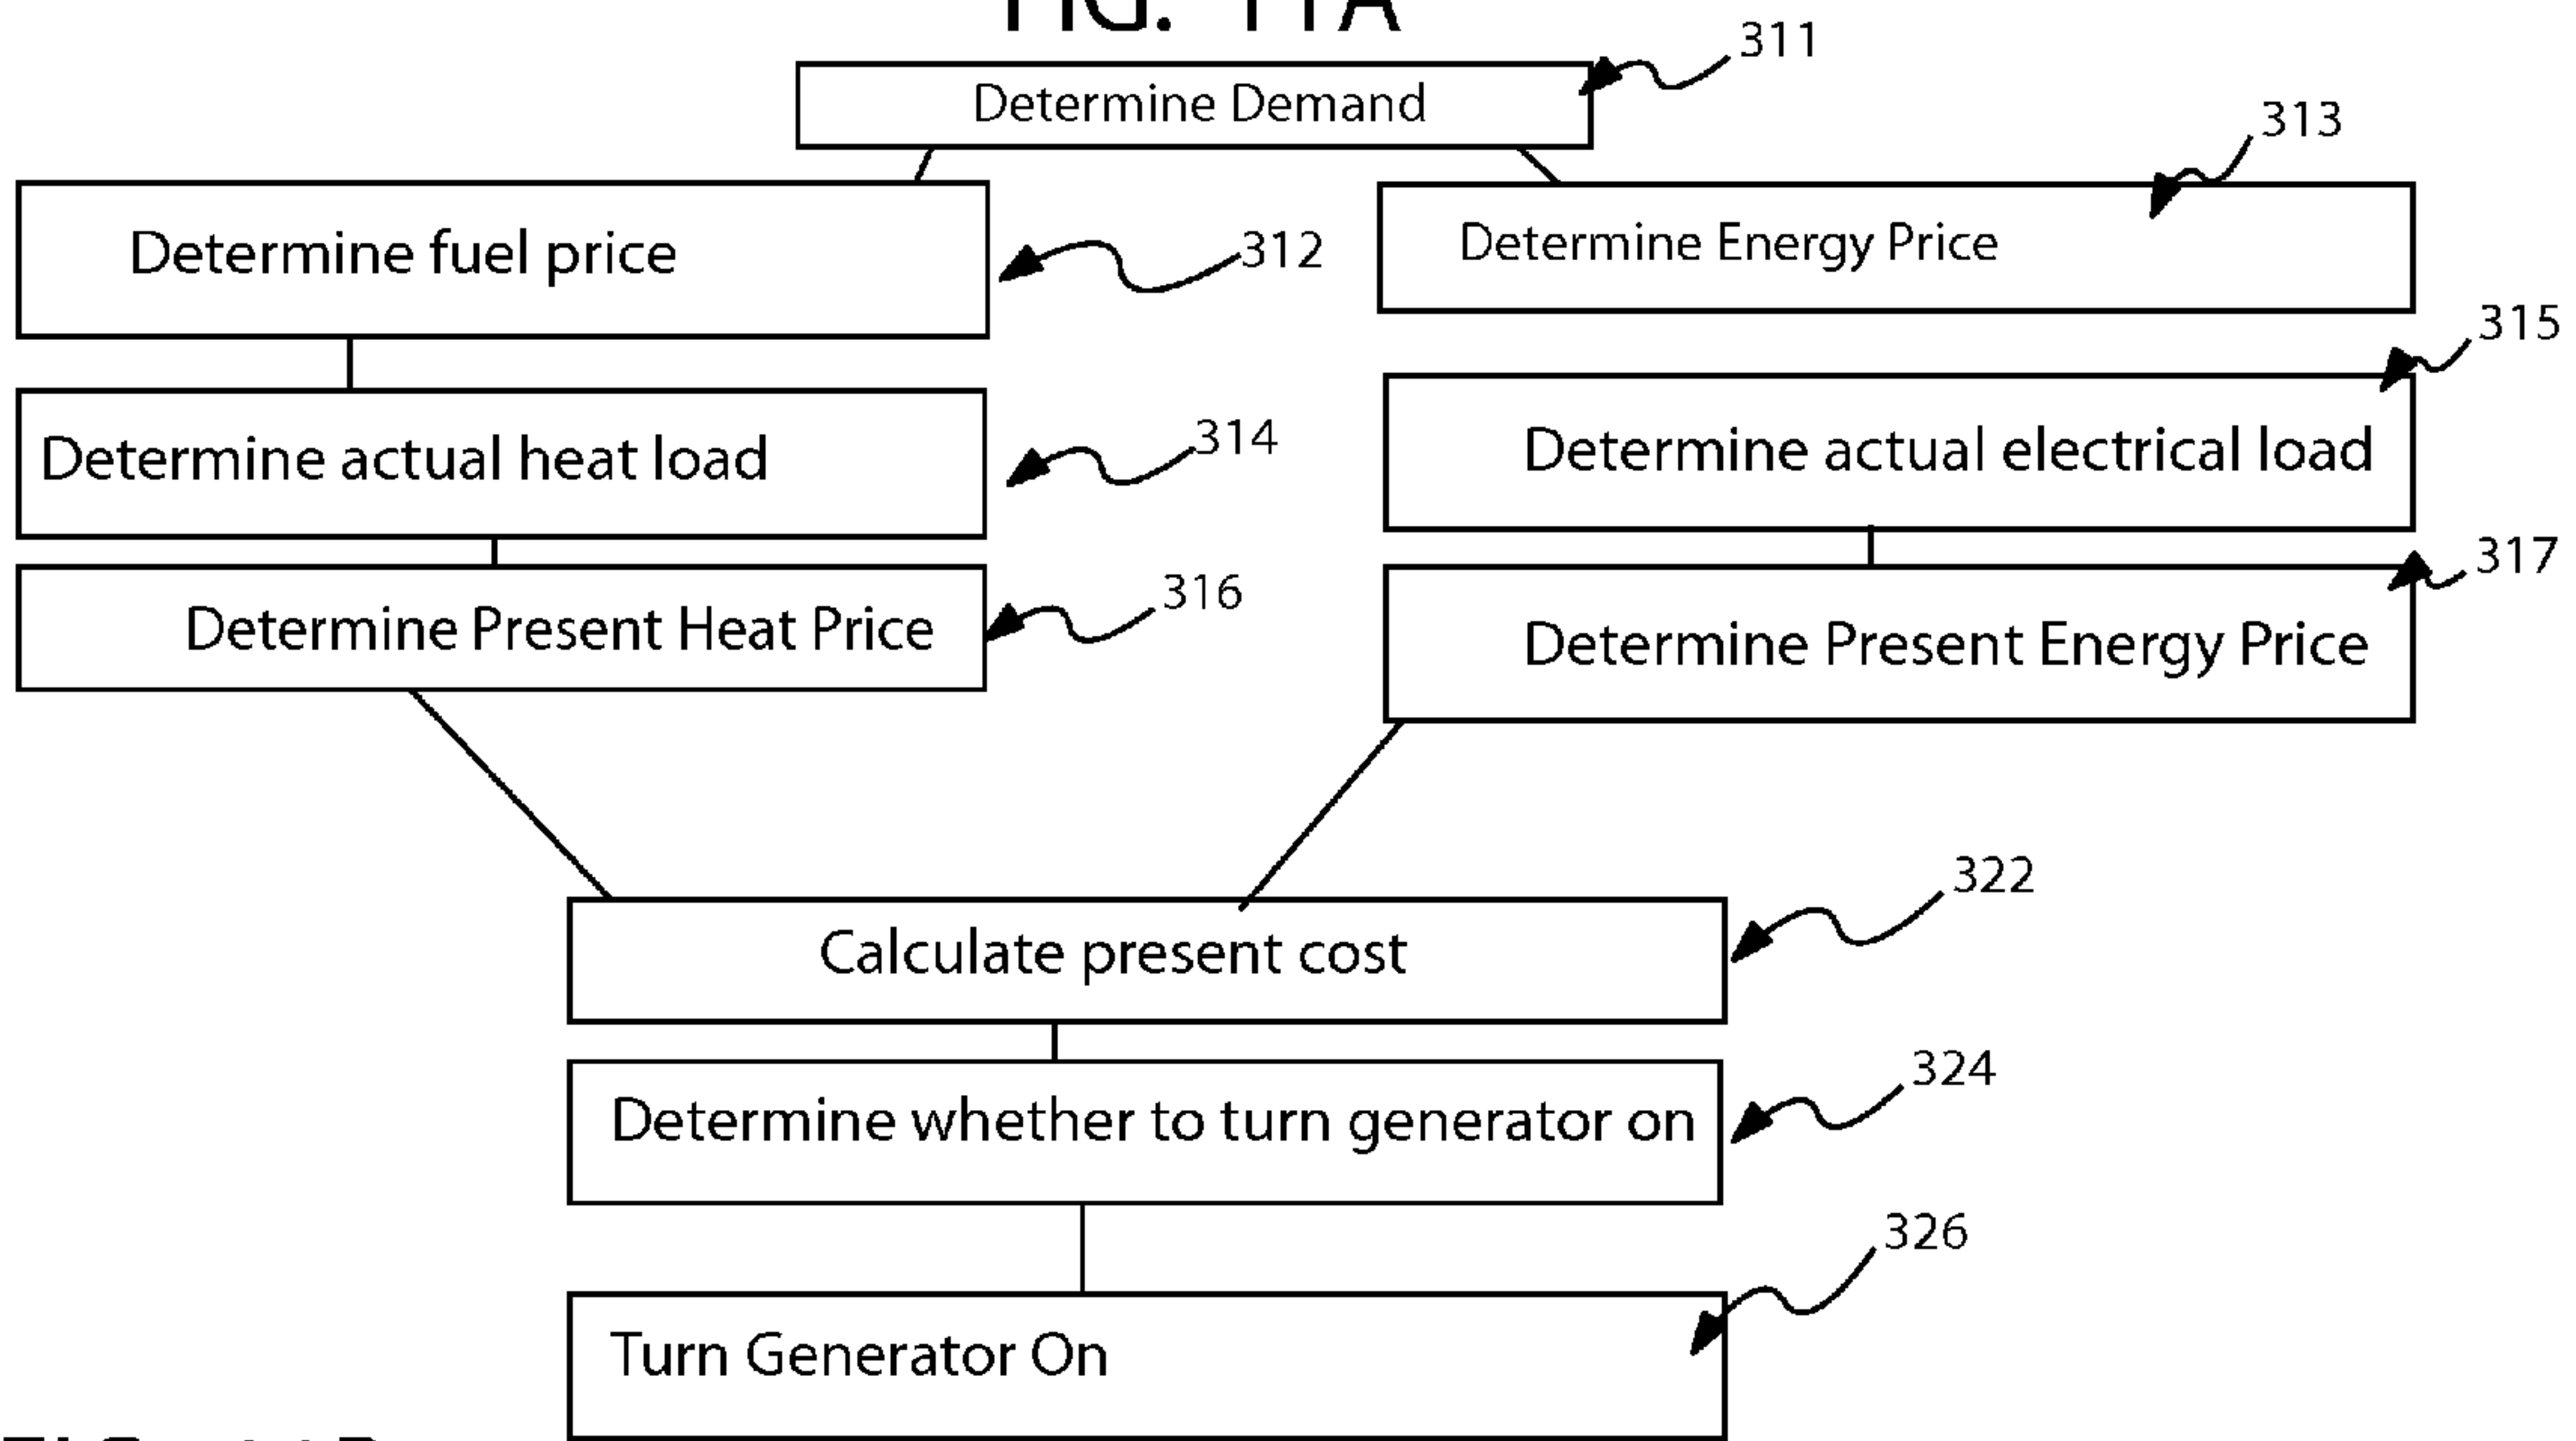 FIG. 11A
311
Determine Demand
313
Determine fuel price
312
Determine Energy Price
315
Determine actual heat load
314
Determine actual electrical load
317
Determine Present Heat Price
316
Determine Present Energy Price
322
Calculate present cost
324
Determine whether to turn generator on
326
Turn Generator On